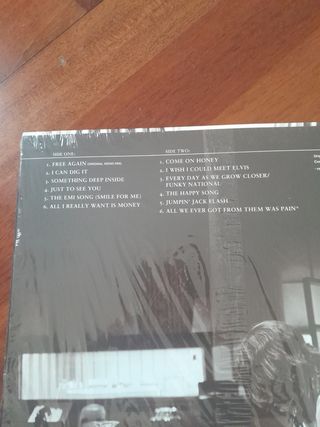 SIDE ONE:
1. FREE AGAIN (ORIGINAL MONO MIX)
2. I CAN DIG IT
3. SOMETHING DEEP INSIDE
4. JUST TO SEE YOU
5. THE EMI SONG (SMILE FOR ME)
6. ALL I REALLY WANT IS MONEY
SIDE TWO:
1. COME ON HONEY
2. I WISH I COULD MEET ELVIS
3. EVERY DAY AS WE GROW CLOSER/
FUNKY NATIONAL
4. THE HAPPY SONG
5. JUMPIN' JACK FLASH
6. ALL WE EVER GOT FROM THEM WAS PAIN*